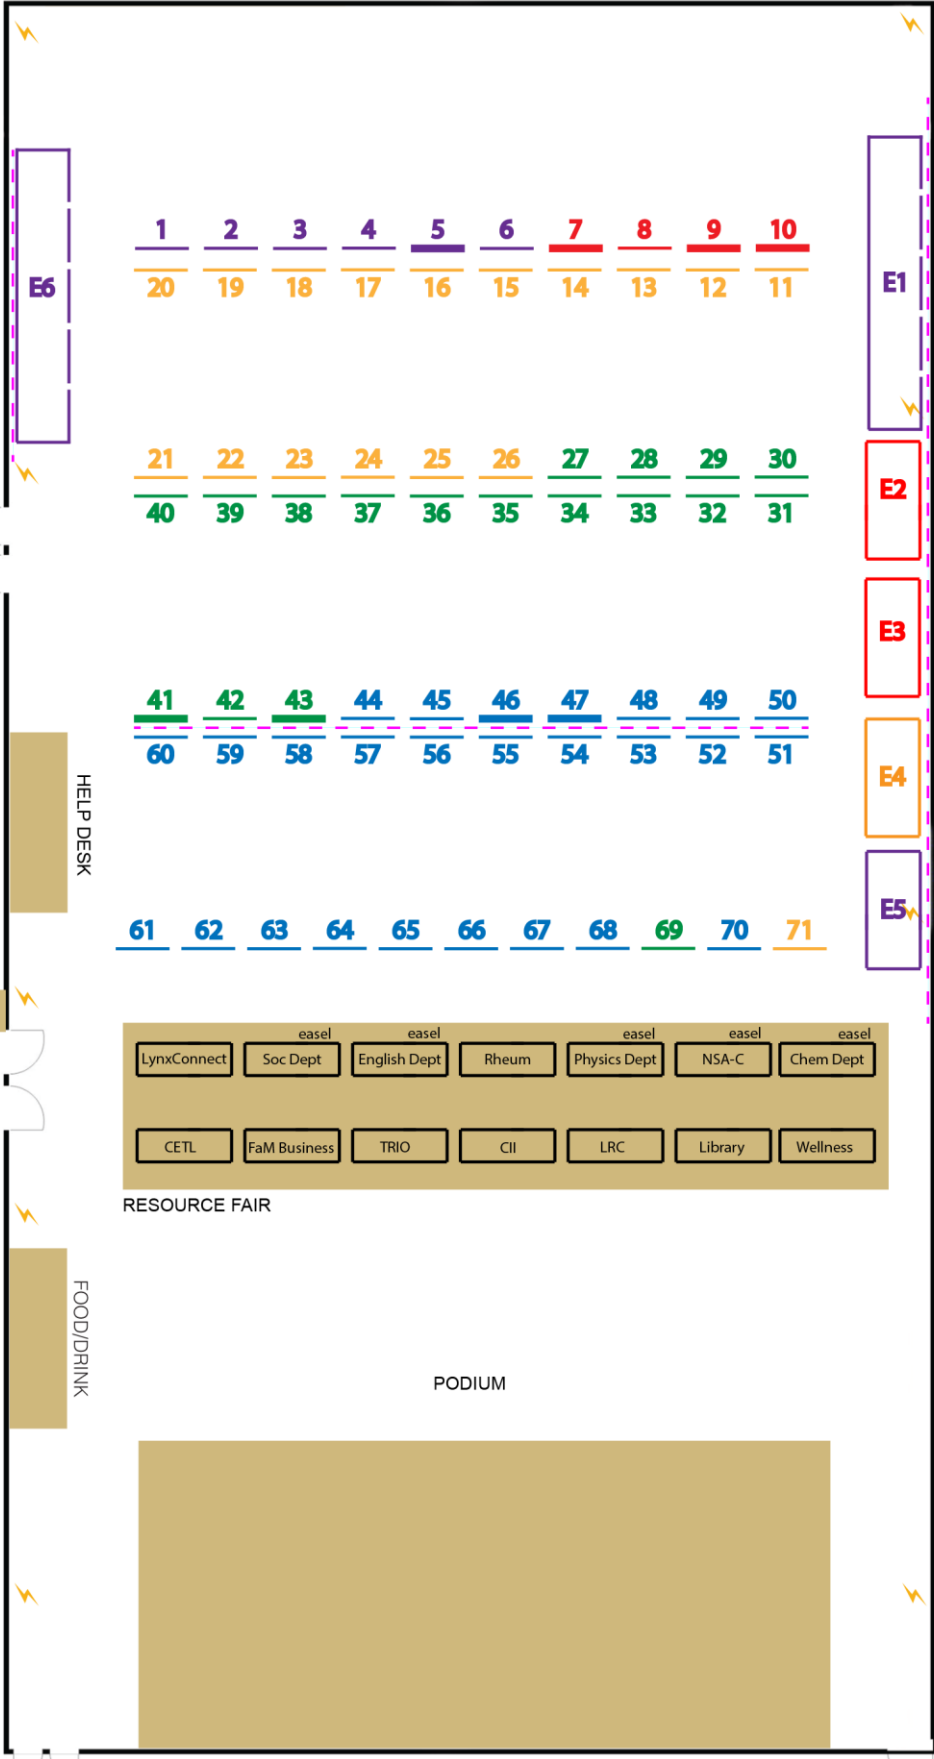 1 2 3 4 5 6 7 8 9 10
E6
E1
20 19 18 17 16 15 14 13 12 11
21 22 23 24 25 26 27 28 29 30
E2
40 39 38 37 36 35 34 33 32 31
E3
41 42 43 44 45 46 47 48 49 50
60 59 58 57 56 55 54 53 52 51
E4
HELP DESK
E5
61 62 63 64 65 66 67 68 69 70 71
easel easel easel easel easel
LynxConnect Soc Dept English Dept Rheum Physics Dept NSA-C Chem Dept
CETL FaM Business TRIO CII LRC Library Wellness
RESOURCE FAIR
FOOD/DRINK
PODIUM